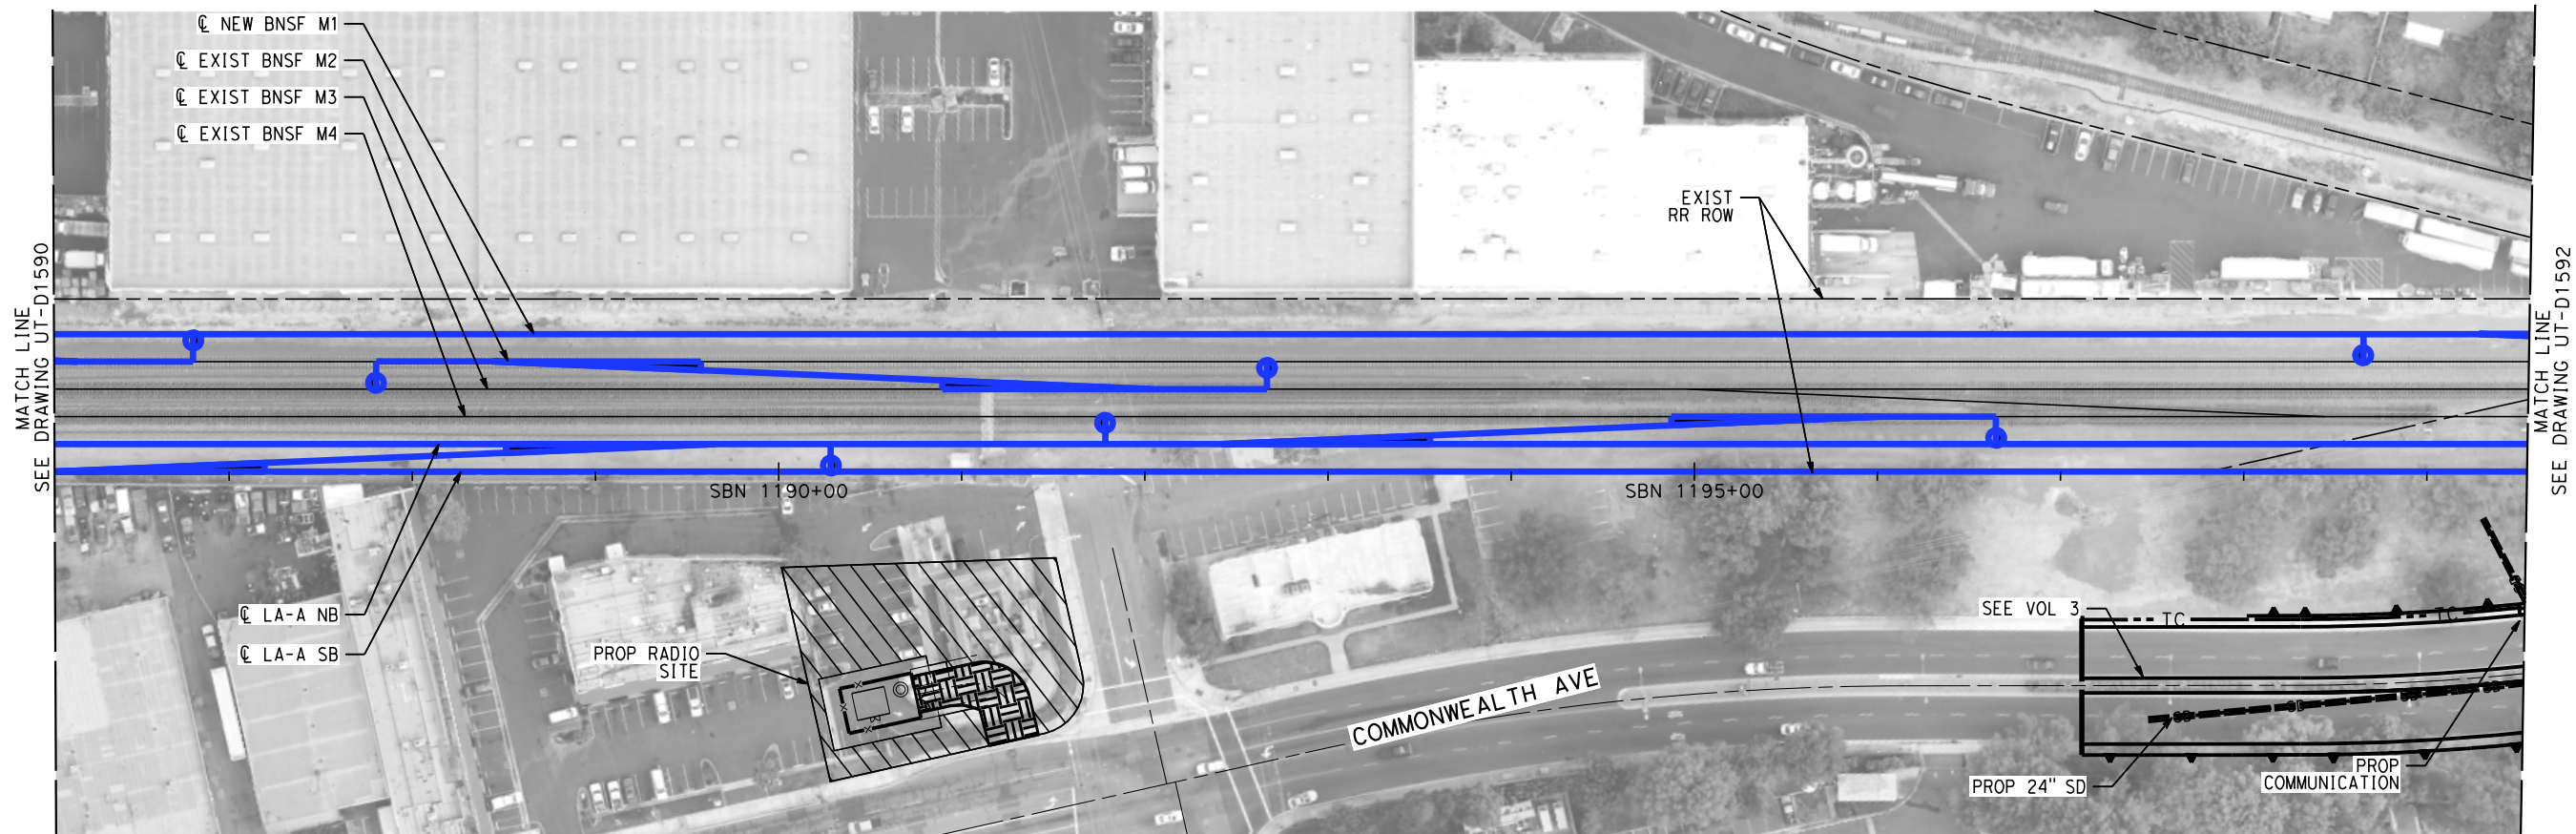 ℄ NEW BNSF M1
℄ EXIST BNSF M2
℄ EXIST BNSF M3
℄ EXIST BNSF M4
EXIST
RR ROW
MATCH LINE
SEE DRAWING UT-D1590
MATCH LINE
SEE DRAWING UT-D1592
SBN 1190+00
SBN 1195+00
℄ LA-A NB
℄ LA-A SB
PROP RADIO
SITE
COMMONWEALTH AVE
SEE VOL 3
TC
TC
SD
SD
SD
SD
PROP 24" SD
PROP
COMMUNICATION